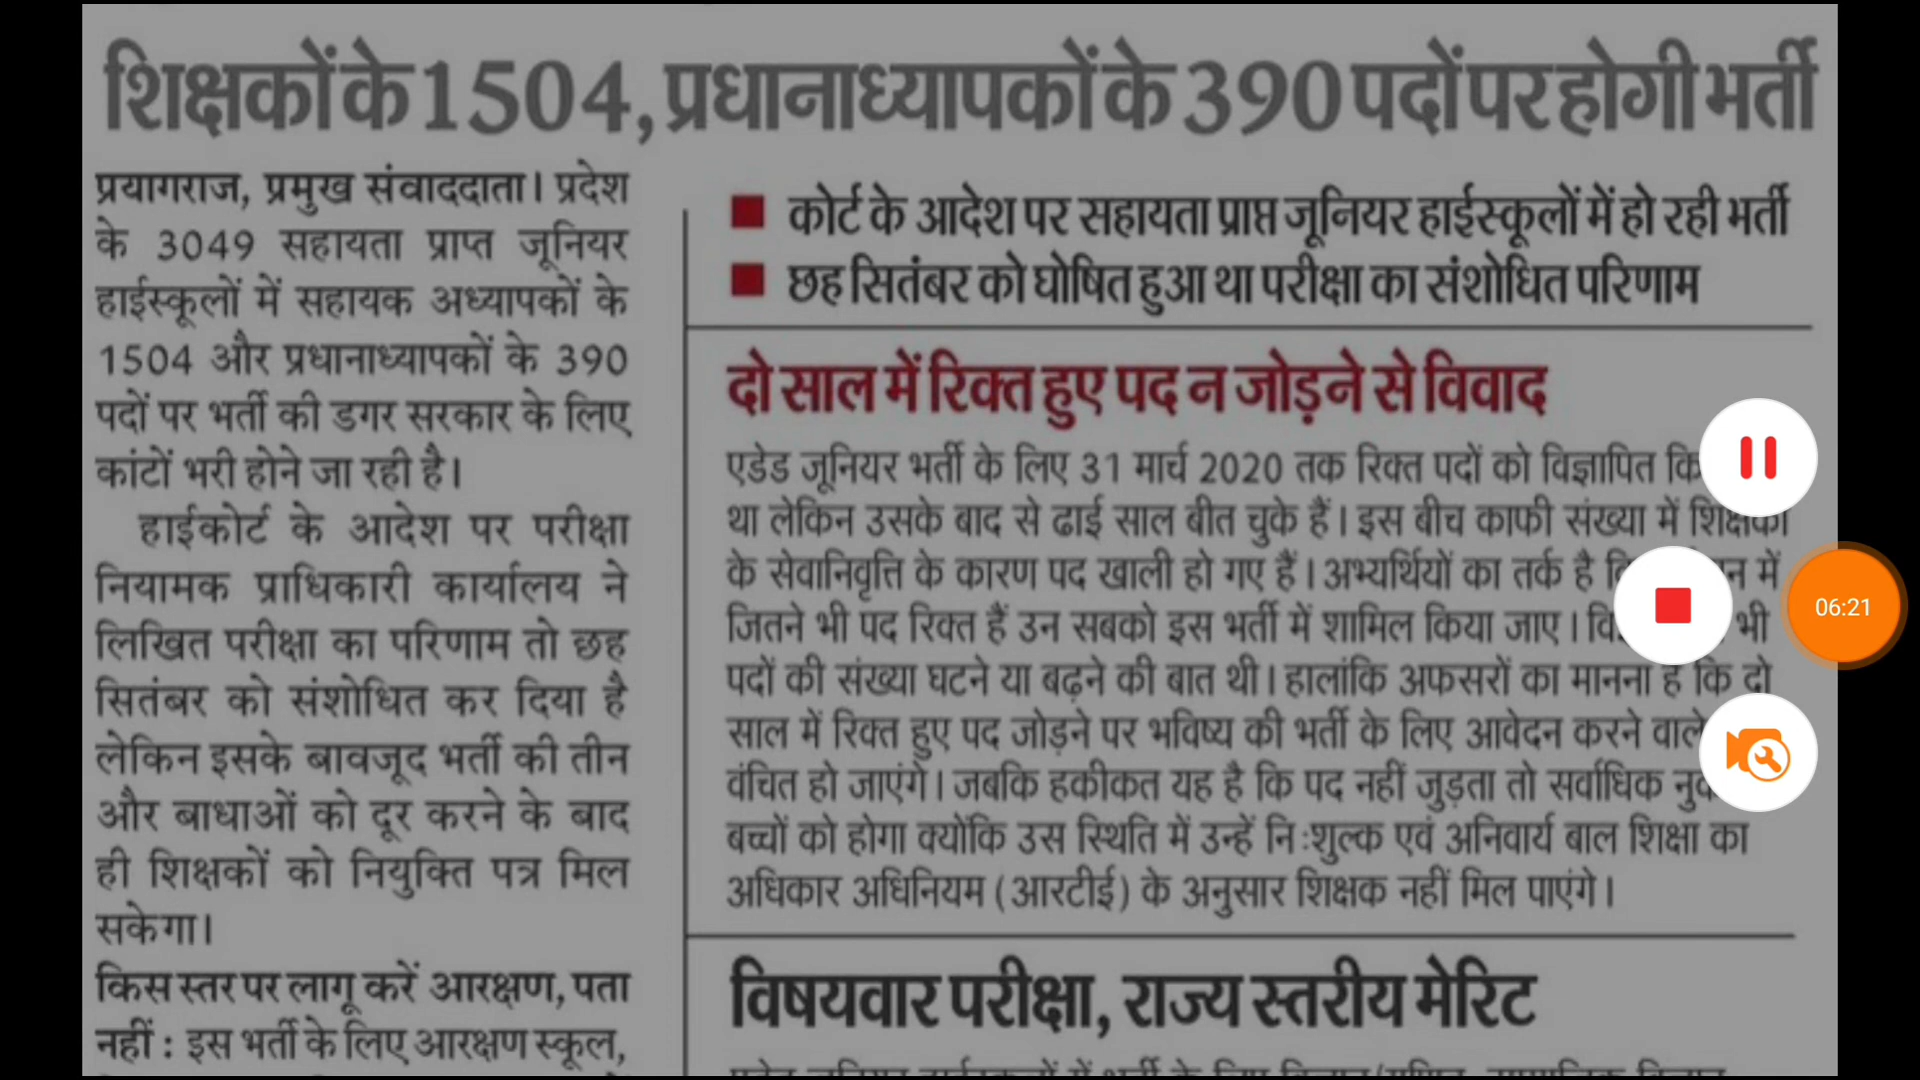 शिक्षकों के 1504, प्रधानाध्यापकों के 390 पदों पर होगी भर्ती
प्रयागराज, प्रमुख संवाददाता। प्रदेश
के 3049 सहायता प्राप्त जूनियर
हाईस्कूलों में सहायक अध्यापकों के
1504 और प्रधानाध्यापकों के 390
पदों पर भर्ती की डगर सरकार के लिए
कांटों भरी होने जा रही है।
हाईकोर्ट के आदेश पर परीक्षा
नियामक प्राधिकारी कार्यालय ने
लिखित परीक्षा का परिणाम तो छह
सितंबर को संशोधित कर दिया है
लेकिन इसके बावजूद भर्ती की तीन
और बाधाओं को दूर करने के बाद
ही शिक्षकों को नियुक्ति पत्र मिल
सकेगा।
किस स्तर पर लागू करें आरक्षण, पता
नहीं : इस भर्ती के लिए आरक्षण स्कूल,
कोर्ट के आदेश पर सहायता प्राप्त जूनियर हाईस्कूलों में हो रही भर्ती
छह सितंबर को घोषित हुआ था परीक्षा का संशोधित परिणाम
दो साल में रिक्त हुए पद न जोड़ने से विवाद
एडेड जूनियर भर्ती के लिए 31 मार्च 2020 तक रिक्त पदों को विज्ञापित
था लेकिन उसके बाद से ढाई साल बीत चुके हैं। इस बीच काफी संख्या में शिक्षकों
के सेवानिवृत्ति के कारण पद खाली हो गए हैं। अभ्यर्थियों का तर्क है में
जितने भी पद रिक्त हैं उन सबको इस भर्ती में शामिल किया जाए। भी
पदों की संख्या घटने या बढ़ने की बात थी। हालांकि अफसरों का मानना है कि दो
साल में रिक्त हुए पद जोड़ने पर भविष्य की भर्ती के लिए आवेदन करने वाले
वंचित हो जाएंगे। जबकि हकीकत यह है कि पद नहीं जुड़ता तो सर्वाधिक
बच्चों को होगा क्योंकि उस स्थिति में उन्हें नि:शुल्क एवं अनिवार्य बाल शिक्षा का
अधिकार अधिनियम (आरटीई) के अनुसार शिक्षक नहीं मिल पाएंगे।
विषयवार परीक्षा, राज्य स्तरीय मेरिट
06:21